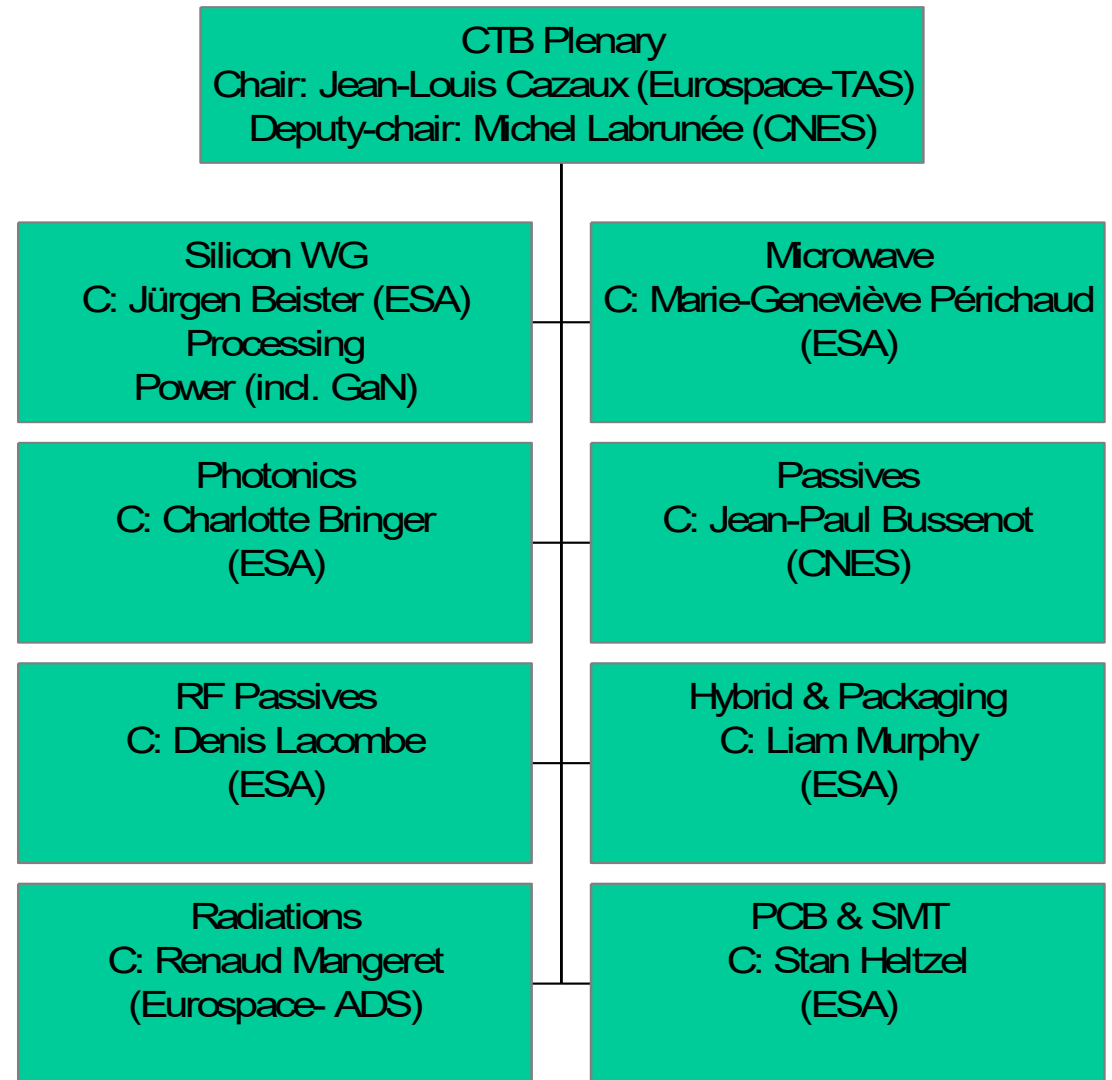 CTB Plenary
Chair: Jean-Louis Cazaux (Eurospace-TAS)
Deputy-chair: Michel Labrunée (CNES)
Silicon WG
C: Jürgen Beister (ESA)
Processing
Power (incl. GaN)
Microwave
C: Marie-Geneviève Périchaud
(ESA)
Photonics
C: Charlotte Bringer
(ESA)
Passives
C: Jean-Paul Bussenot
(CNES)
RF Passives
C: Denis Lacombe
(ESA)
Hybrid & Packaging
C: Liam Murphy
(ESA)
Radiations
C: Renaud Mangeret
(Eurospace- ADS)
PCB & SMT
C: Stan Heltzel
(ESA)